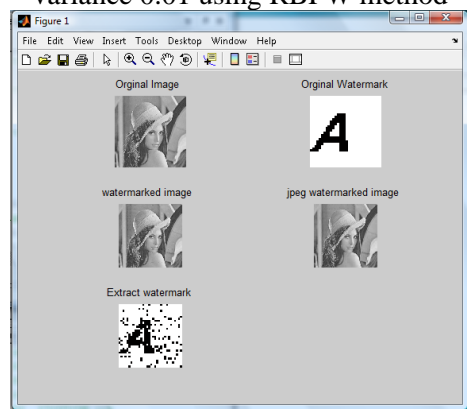 variance 0.01 using RBPW method
Figure 1
File Edit View Insert Tools Desktop Window Help
Orginal Image
Orginal Watermark
A
watermarked image
jpeg watermarked image
Extract watermark
A